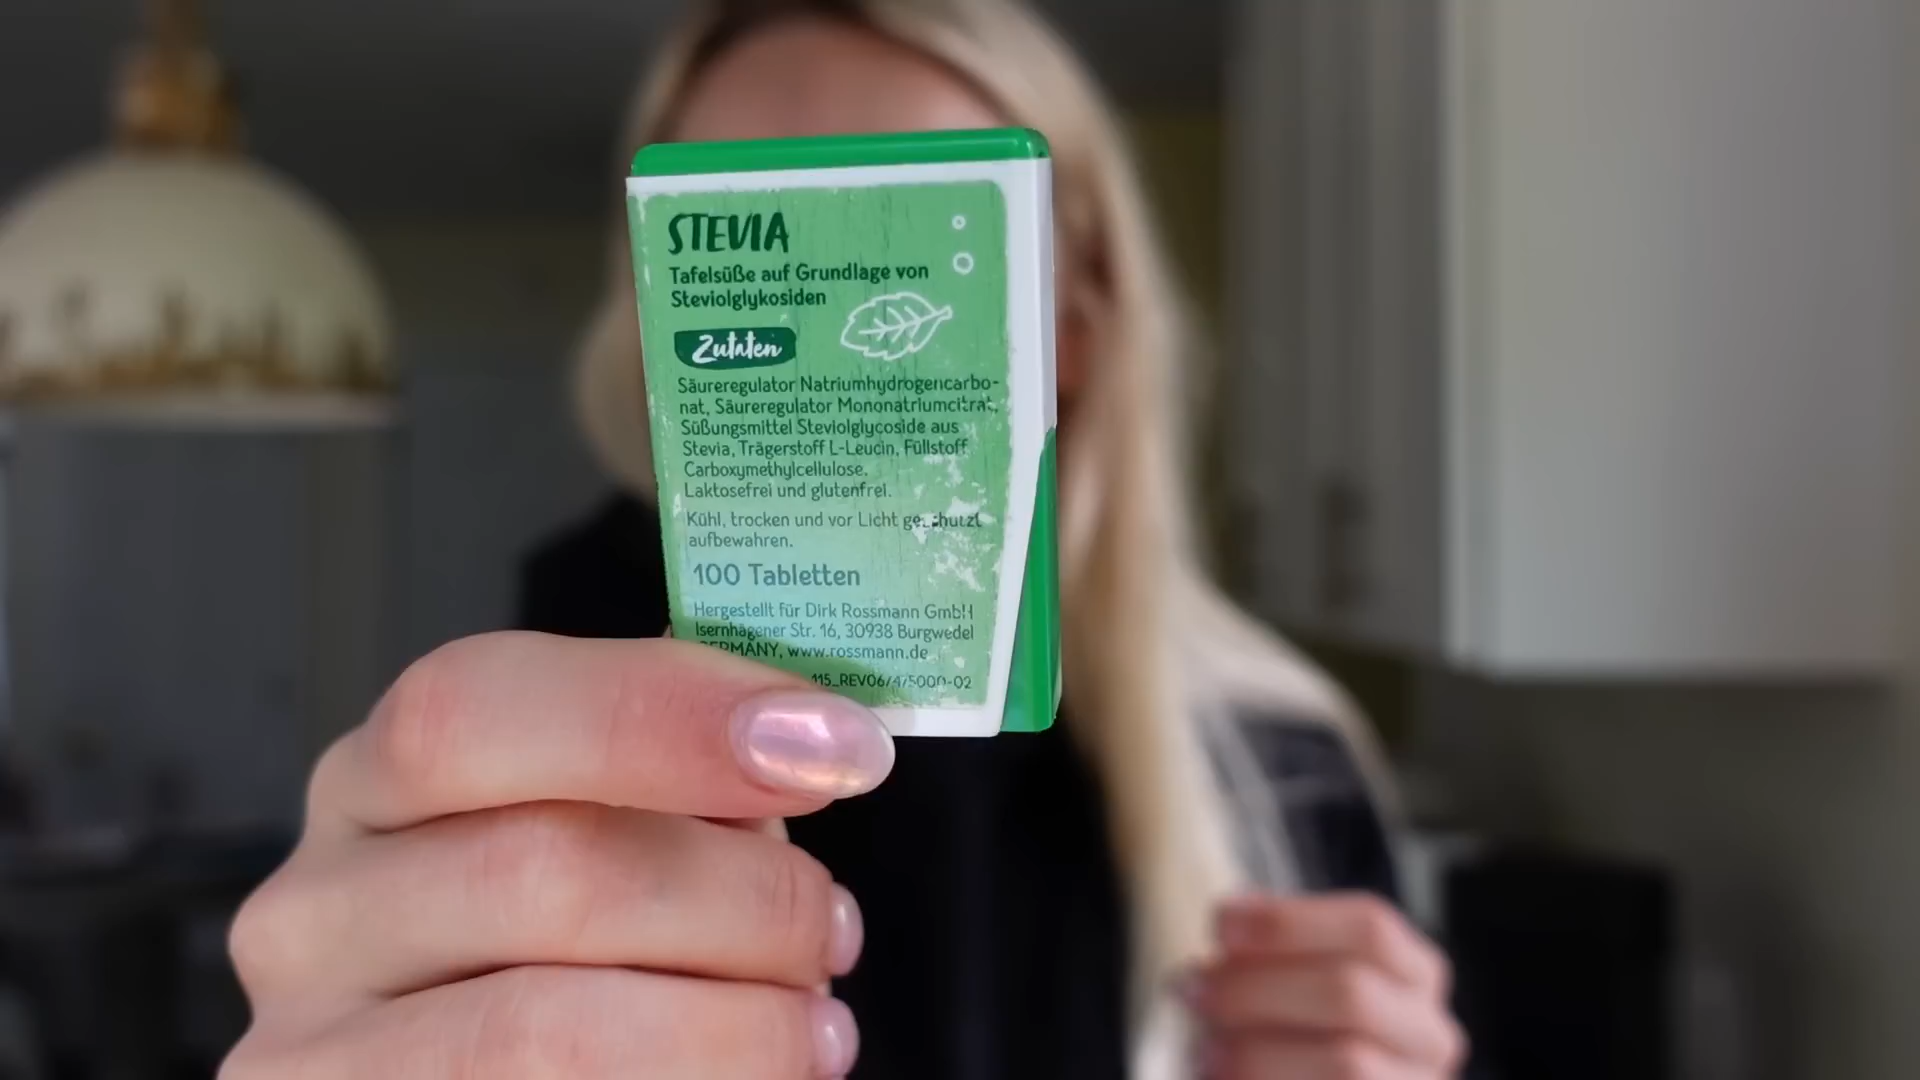 STEVIA
Tafelsüße auf Grundlage von
Steviolglykosiden
Zutaten
Säureregulator Natriumhydrogencarbo-
nat, Säureregulator Mononatriumcitrat,
Süßungsmittel Steviolglycoside aus
Stevia, Trägerstoff L-Leucin, Füllstoff
Carboxymethylcellulose.
Laktosefrei und glutenfrei.
Kühl, trocken und vor Licht geschützt
aufbewahren.
100 Tabletten
Hergestellt für Dirk Rossmann GmbH
Isernhägener Str. 16, 30938 Burgwedel
GERMANY, www.rossmann.de